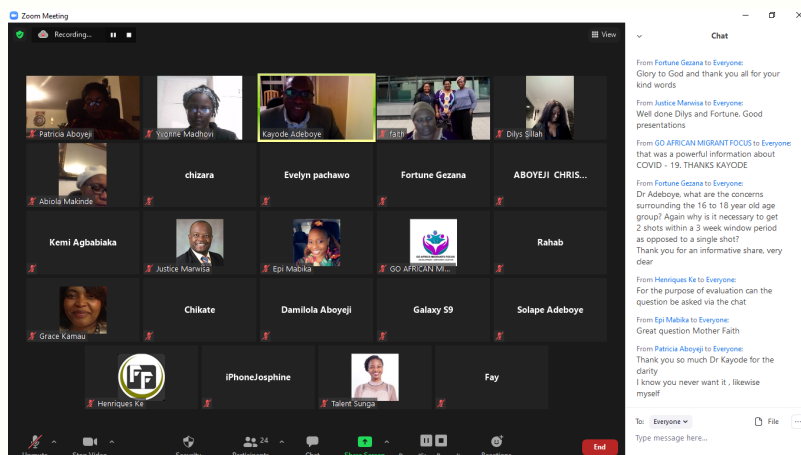 Zoom Meeting
Recording...
View
Patricia Aboyeji
Yvonne Madhovi
Kayode Adeboye
faith
Dilys Sillah
Abiola Makinde
chizara
Evelyn pachawo
Fortune Gezana
ABOYEJI CHRIS...
Kemi Agbabiaka
Justice Marwisa
Epi Mabika
GO AFRICAN MI...
Rahab
Grace Kamau
Chikate
Damilola Aboyeji
Galaxy S9
Solape Adeboye
FF
Henriques Ke
iPhoneJosphine
Talent Sunga
Fay
Unmute
Stop Video
Security
Participants
24
Chat
Share Screen
Reactions
End
Chat
From Fortune Gezana to Everyone:
Glory to God and thank you all for your
kind words
From Justice Marwisa to Everyone:
Well done Dilys and Fortune. Good
presentations
From GO AFRICAN MIGRANT FOCUS to Everyone:
that was a powerful information about
COVID - 19. THANKS KAYODE
From Fortune Gezana to Everyone:
Dr Adeboye, what are the concerns
surrounding the 16 to 18 year old age
group? Again why is it necessary to get
2 shots within a 3 week window period
as opposed to a single shot?
Thank you for an informative share, very
clear
From Henriques Ke to Everyone:
For the purpose of evaluation can the
question be asked via the chat
From Epi Mabika to Everyone:
Great question Mother Faith
From Patricia Aboyeji to Everyone:
Thank you so much Dr Kayode for the
clarity
I know you never want it , likewise
myself
To: Everyone
File
Type message here...